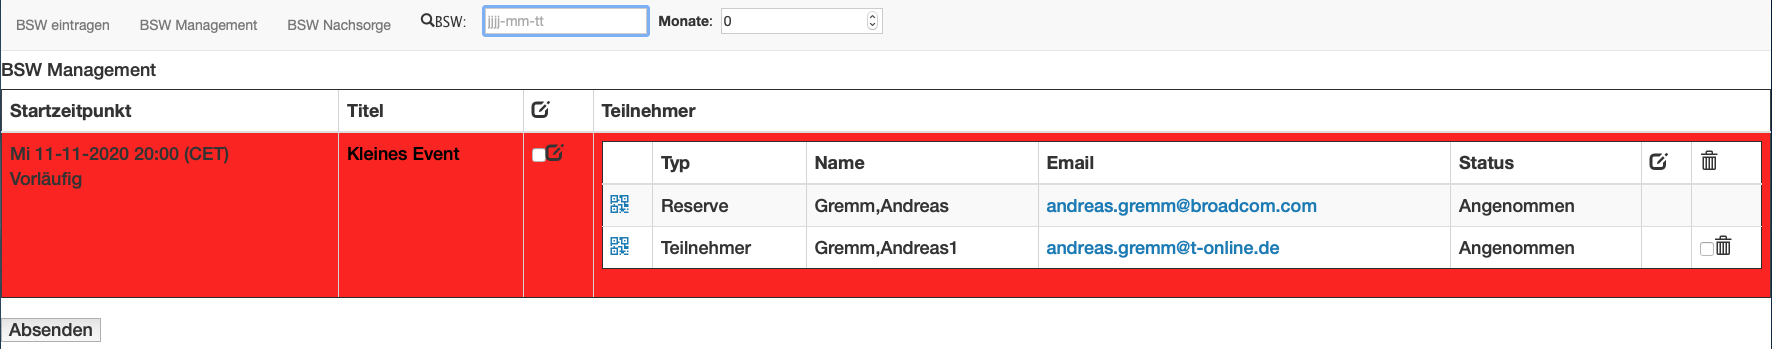 BSW eintragen BSW Management BSW Nachsorge BSW: jjjj-mm-tt Monate: 0
BSW Management
Startzeitpunkt Titel Teilnehmer
Mi 11-11-2020 20:00 (CET) Kleines Event
Vorläufig
Typ Name Email Status
Reserve Gremm,Andreas andreas.gremm@broadcom.com Angenommen
Teilnehmer Gremm,Andreas1 andreas.gremm@t-online.de Angenommen
Absenden